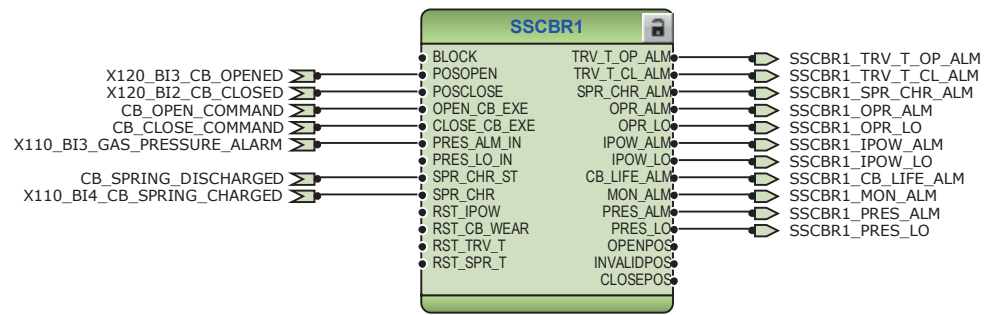 SSCBR1
BLOCK TRV_T_OP_ALM SSCBR1_TRV_T_OP_ALM
X120_BI3_CB_OPENED POSOPEN TRV_T_CL_ALM SSCBR1_TRV_T_CL_ALM
X120_BI2_CB_CLOSED POSCLOSE SPR_CHR_ALM SSCBR1_SPR_CHR_ALM
CB_OPEN_COMMAND OPEN_CB_EXE OPR_ALM SSCBR1_OPR_ALM
CB_CLOSE_COMMAND CLOSE_CB_EXE OPR_LO SSCBR1_OPR_LO
X110_BI3_GAS_PRESSURE_ALARM PRES_ALM_IN IPOW_ALM SSCBR1_IPOW_ALM
PRES_LO_IN IPOW_LO SSCBR1_IPOW_LO
CB_SPRING_DISCHARGED SPR_CHR_ST CB_LIFE_ALM SSCBR1_CB_LIFE_ALM
X110_BI4_CB_SPRING_CHARGED SPR_CHR MON_ALM SSCBR1_MON_ALM
RST_IPOW PRES_ALM SSCBR1_PRES_ALM
RST_CB_WEAR PRES_LO SSCBR1_PRES_LO
RST_TRV_T OPENPOS
RST_SPR_T INVALIDPOS
CLOSEPOS